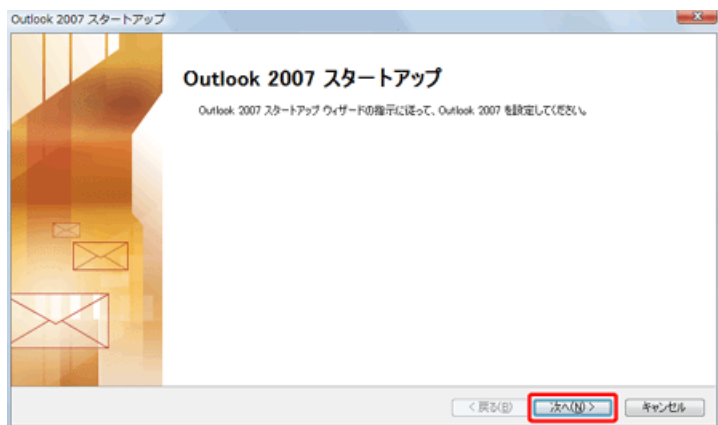 Outlook 2007 スタートアップ
Outlook 2007 スタートアップ
Outlook 2007 スタートアップ ウィザードの指示に従って、Outlook 2007 を設定してください。
< 戻る(B) 次へ(N) > キャンセル